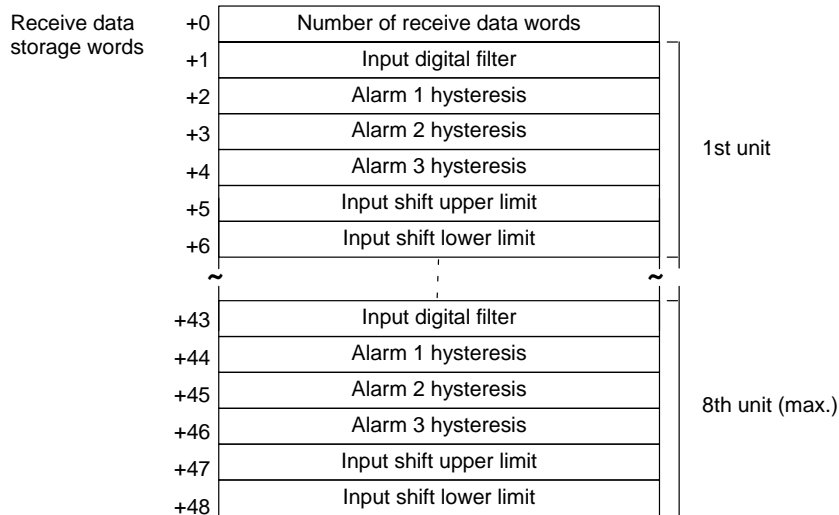 Receive data
storage words
+0 Number of receive data words
+1 Input digital filter
+2 Alarm 1 hysteresis
+3 Alarm 2 hysteresis
+4 Alarm 3 hysteresis
+5 Input shift upper limit
+6 Input shift lower limit
1st unit
~ ~
+43 Input digital filter
+44 Alarm 1 hysteresis
+45 Alarm 2 hysteresis
+46 Alarm 3 hysteresis
+47 Input shift upper limit
+48 Input shift lower limit
8th unit (max.)